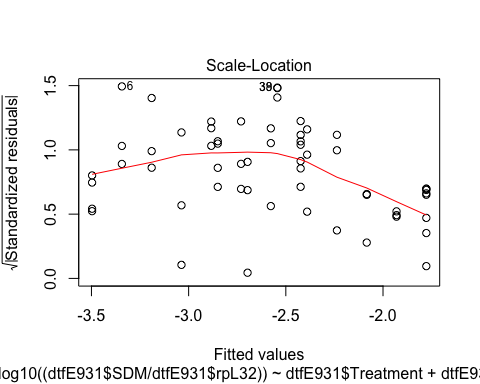 Scale-Location
√|Standardized residuals|
1.5
1.0
0.5
0.0
6
39
-3.5 -3.0 -2.5 -2.0
Fitted values
log10((dtfE931$SDM/dtfE931$rpL32)) ~ dtfE931$Treatment + dtfE93